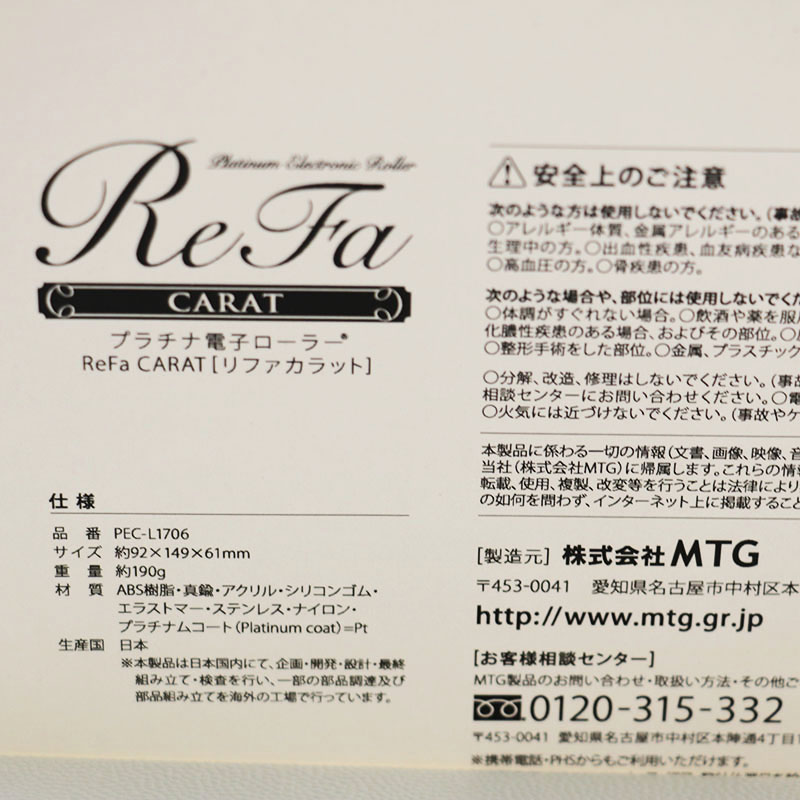 Platinum Electronic Roller
ReFa
CARAT
プラチナ電子ローラー®
ReFa CARAT[リファカラット]
仕様
品 番 PEC-L1706
サイズ 約92×149×61mm
重 量 約190g
材 質 ABS樹脂・真鍮・アクリル・シリコンゴム・
エラストマー・ステンレス・ナイロン・
プラチナムコート(Platinum coat)=Pt
生産国 日本
※本製品は日本国内にて、企画・開発・設計・最終
組み立て・検査を行い、一部の部品調達及び
部品組み立てを海外の工場で行っています。
安全上のご注意
次のような方は使用しないでください。(事故
○アレルギー体質、金属アレルギーのある
生理中の方。○出血性疾患、血友病疾患な
○高血圧の方。○骨疾患の方。
次のような場合や、部位には使用しないでくだ
○体調がすぐれない場合。○飲酒や薬を服用
化膿性疾患のある場合、およびその部位。○
○整形手術をした部位。○金属、プラスチック
○分解、改造、修理はしないでください。(事故
相談センターにお問い合わせください。○電
○火気には近づけないでください。(事故やケ
本製品に係わる一切の情報(文書、画像、映像、音
当社(株式会社MTG)に帰属します。これらの情報
転載、使用、複製、改変等を行うことは法律により
の如何を問わず、インターネット上に掲載すること
[製造元] 株式会社MTG
〒453-0041 愛知県名古屋市中村区本
http://www.mtg.gr.jp
[お客様相談センター]
MTG製品のお問い合わせ・取扱い方法・その他ご
0120-315-332
〒453-0041 愛知県名古屋市中村区本陣通4丁目1
※携帯電話・PHSからもご利用いただけます。